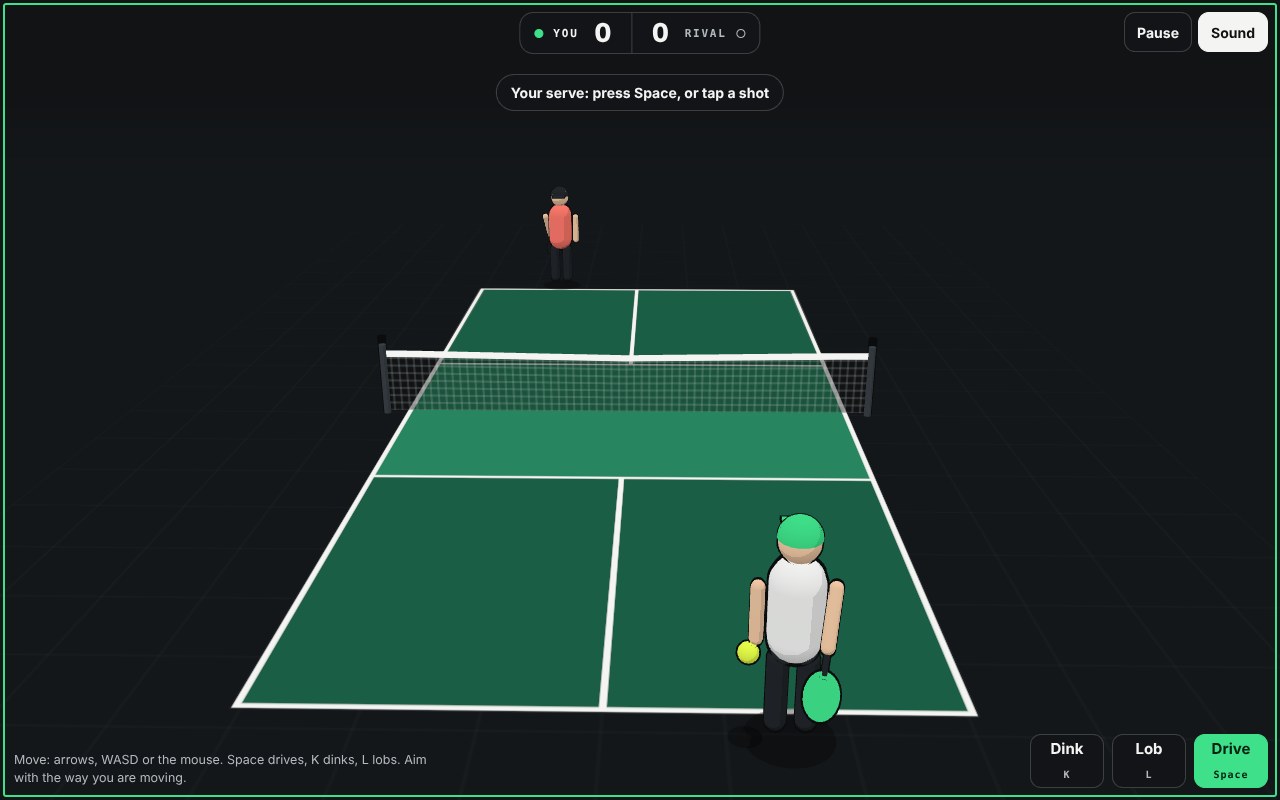 YOU 0 0 RIVAL
Pause
Sound
Your serve: press Space, or tap a shot
Move: arrows, WASD or the mouse. Space drives, K dinks, L lobs. Aim
with the way you are moving.
Dink
K
Lob
L
Drive
Space